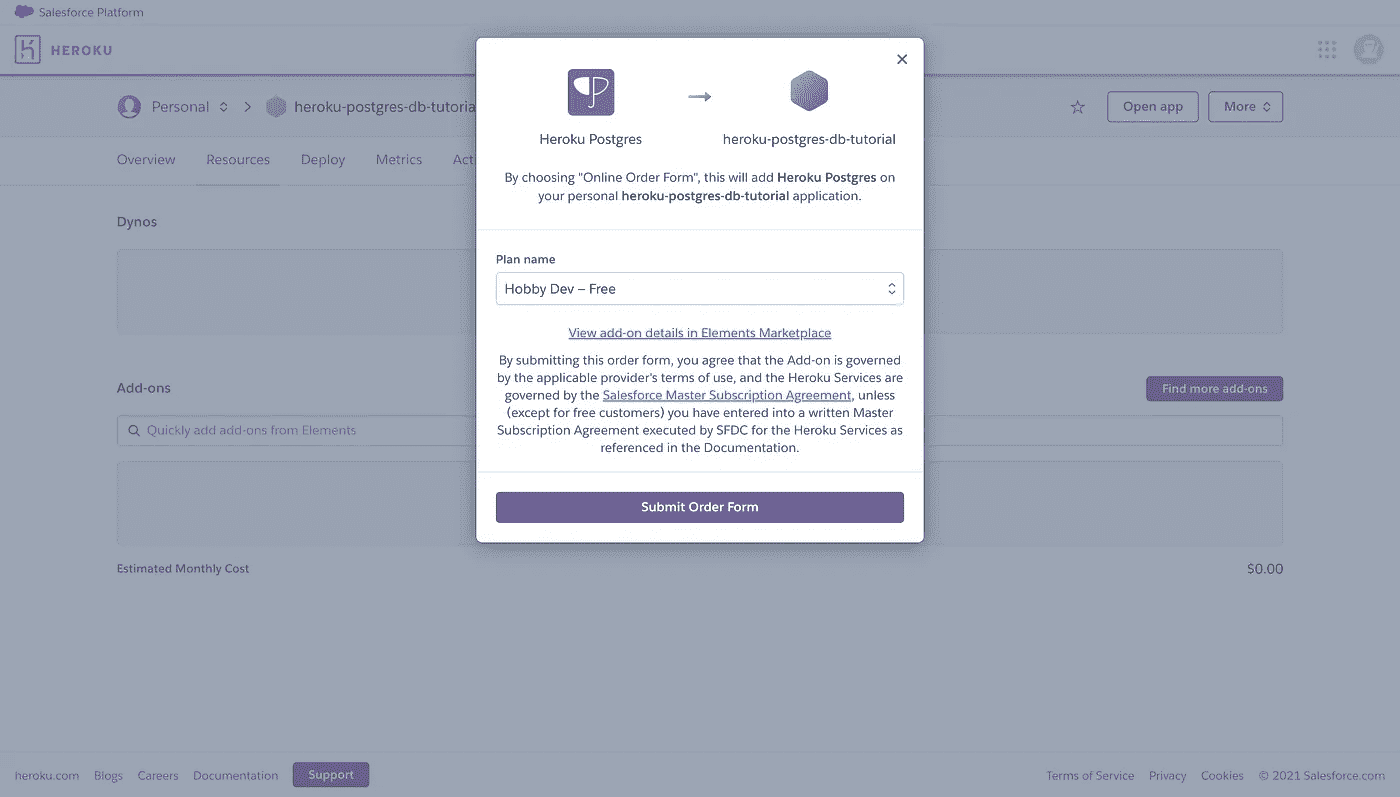 Salesforce Platform
HEROKU
Personal
heroku-postgres-db-tutoria
Open app
More
Overview
Resources
Deploy
Metrics
Act
Dynos
Add-ons
Find more add-ons
Quickly add add-ons from Elements
Estimated Monthly Cost
$0.00
Heroku Postgres
heroku-postgres-db-tutorial
By choosing "Online Order Form", this will add Heroku Postgres on
your personal heroku-postgres-db-tutorial application.
Plan name
Hobby Dev – Free
View add-on details in Elements Marketplace
By submitting this order form, you agree that the Add-on is governed
by the applicable provider's terms of use, and the Heroku Services are
governed by the Salesforce Master Subscription Agreement, unless
(except for free customers) you have entered into a written Master
Subscription Agreement executed by SFDC for the Heroku Services as
referenced in the Documentation.
Submit Order Form
heroku.com
Blogs
Careers
Documentation
Support
Terms of Service
Privacy
Cookies
© 2021 Salesforce.com